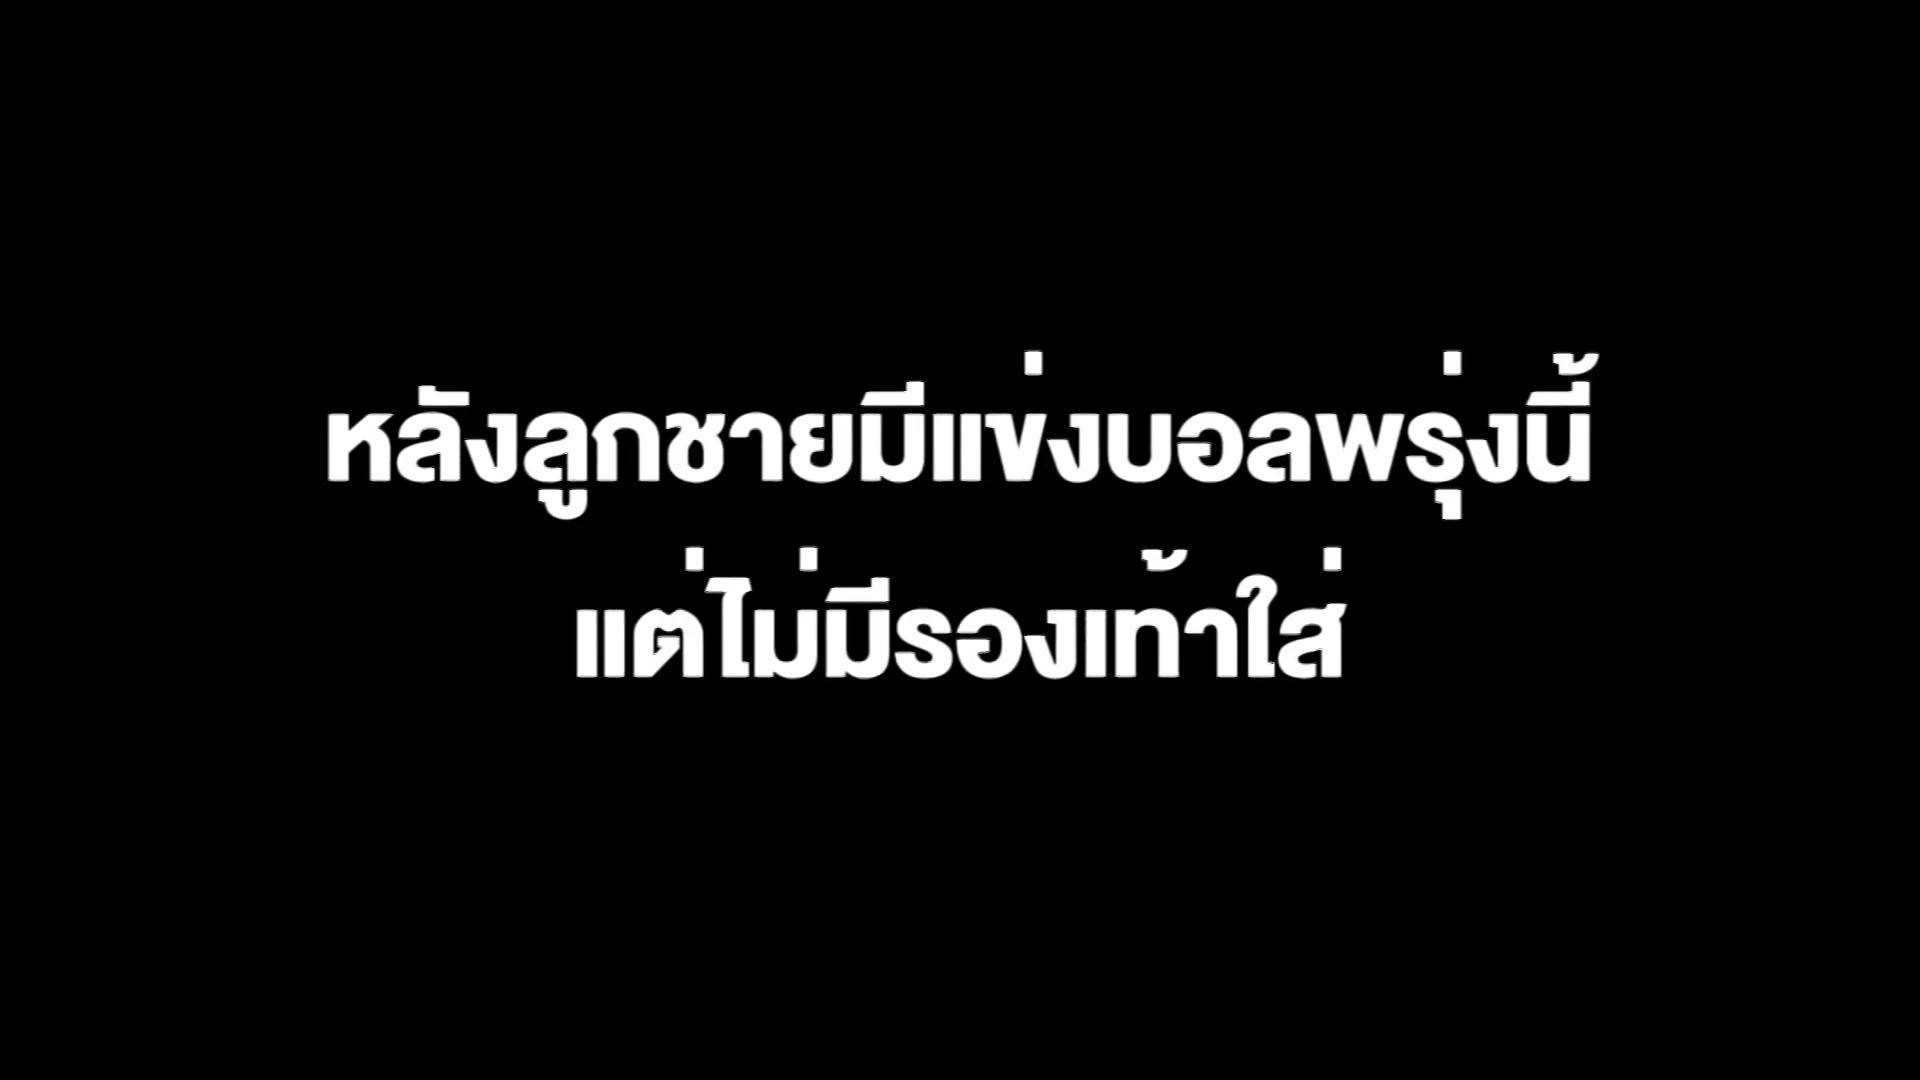 หลังลูกชายมีแข่งบอลพรุ่งนี้
แต่ไม่มีรองเท้าใส่